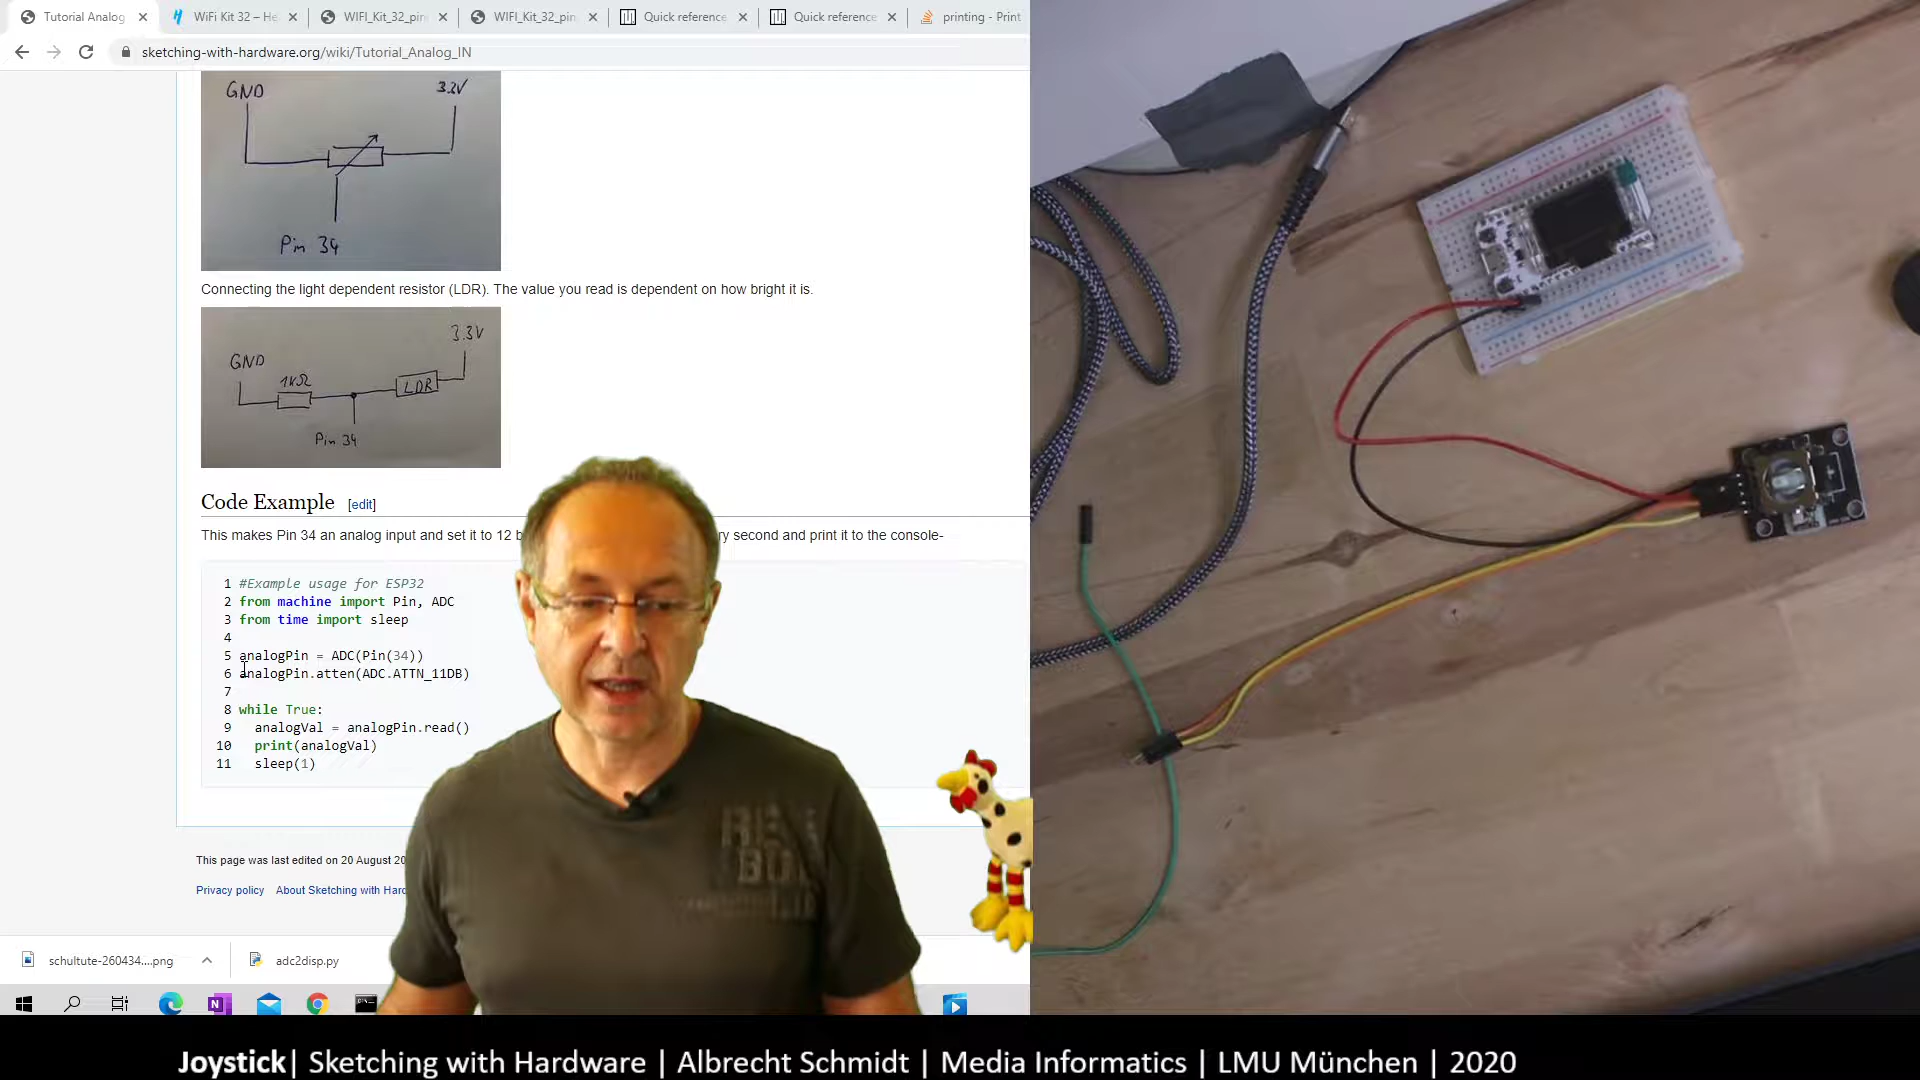 Tutorial Analog
WiFi Kit 32 – He
WIFI_Kit_32_pin
WIFI_Kit_32_pin
Quick reference
Quick reference
printing - Print
sketching-with-hardware.org/wiki/Tutorial_Analog_IN
GND
3.3V
Pin 34
Connecting the light dependent resistor (LDR). The value you read is dependent on how bright it is.
3.3V
GND
1kΩ
LDR
Pin 34
Code Example [edit]
This makes Pin 34 an analog input and set it to 12 b ry second and print it to the console-
1 #Example usage for ESP32
2 from machine import Pin, ADC
3 from time import sleep
4
5 analogPin = ADC(Pin(34))
6 analogPin.atten(ADC.ATTN_11DB)
7
8 while True:
9 analogVal = analogPin.read()
10 print(analogVal)
11 sleep(1)
This page was last edited on 20 August 20
Privacy policy About Sketching with Hard
schultute-260434....png
adc2disp.py
Joystick| Sketching with Hardware | Albrecht Schmidt | Media Informatics | LMU München | 2020